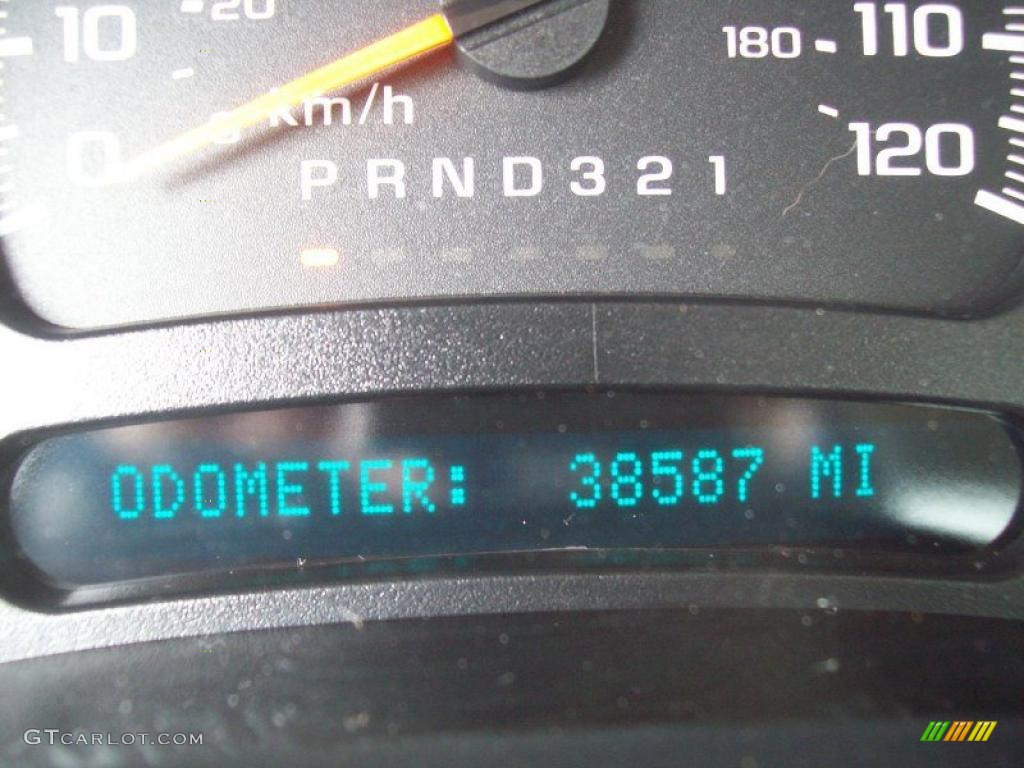 10 20 180 110
km/h
0 120
PRND321
ODOMETER: 38587 MI
GTCARLOT.COM